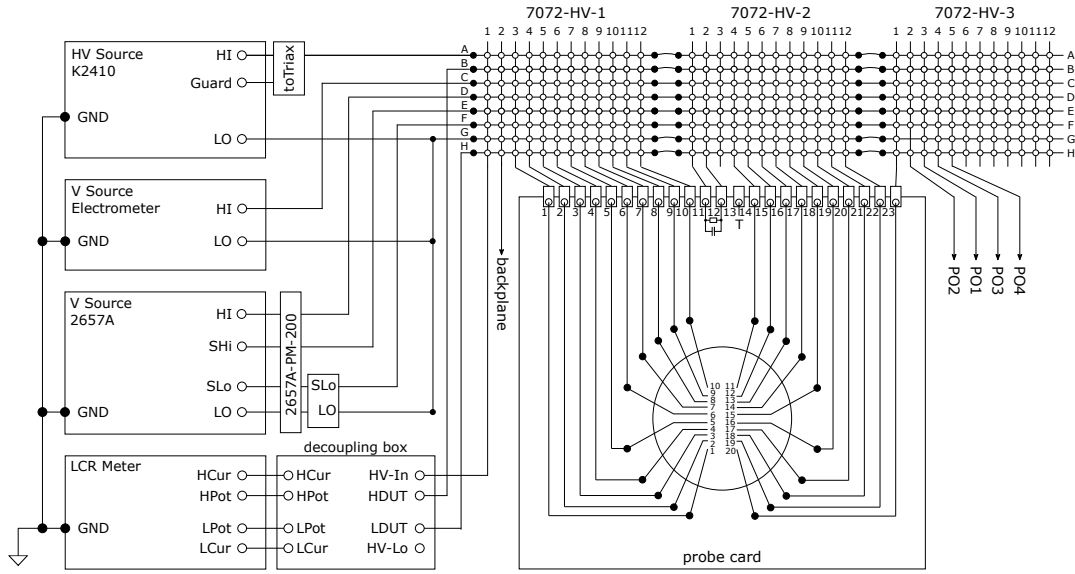 7072-HV-1
7072-HV-2
7072-HV-3
1 2 3 4 5 6 7 8 9 10 11 12
1 2 3 4 5 6 7 8 9 10 11 12
1 2 3 4 5 6 7 8 9 10 11 12
A
B
C
D
E
F
G
H
A
B
C
D
E
F
G
H
HV Source
K2410
HI
Guard
GND
LO
toTriax
V Source
Electrometer
HI
GND
LO
V Source
2657A
HI
SHi
SLo
GND
LO
2657A-PM-200
SLo
LO
LCR Meter
HCur
HPot
GND
LPot
LCur
decoupling box
HCur
HPot
LPot
LCur
HV-In
HDUT
LDUT
HV-Lo
backplane
1 2 3 4 5 6 7 8 9 10 11 12 13 14 15 16 17 18 19 20 21 22 23
T
10 11
9 12
8 13
7 14
6 15
5 16
4 17
3 18
2 19
1 20
probe card
PO2
PO1
PO3
PO4